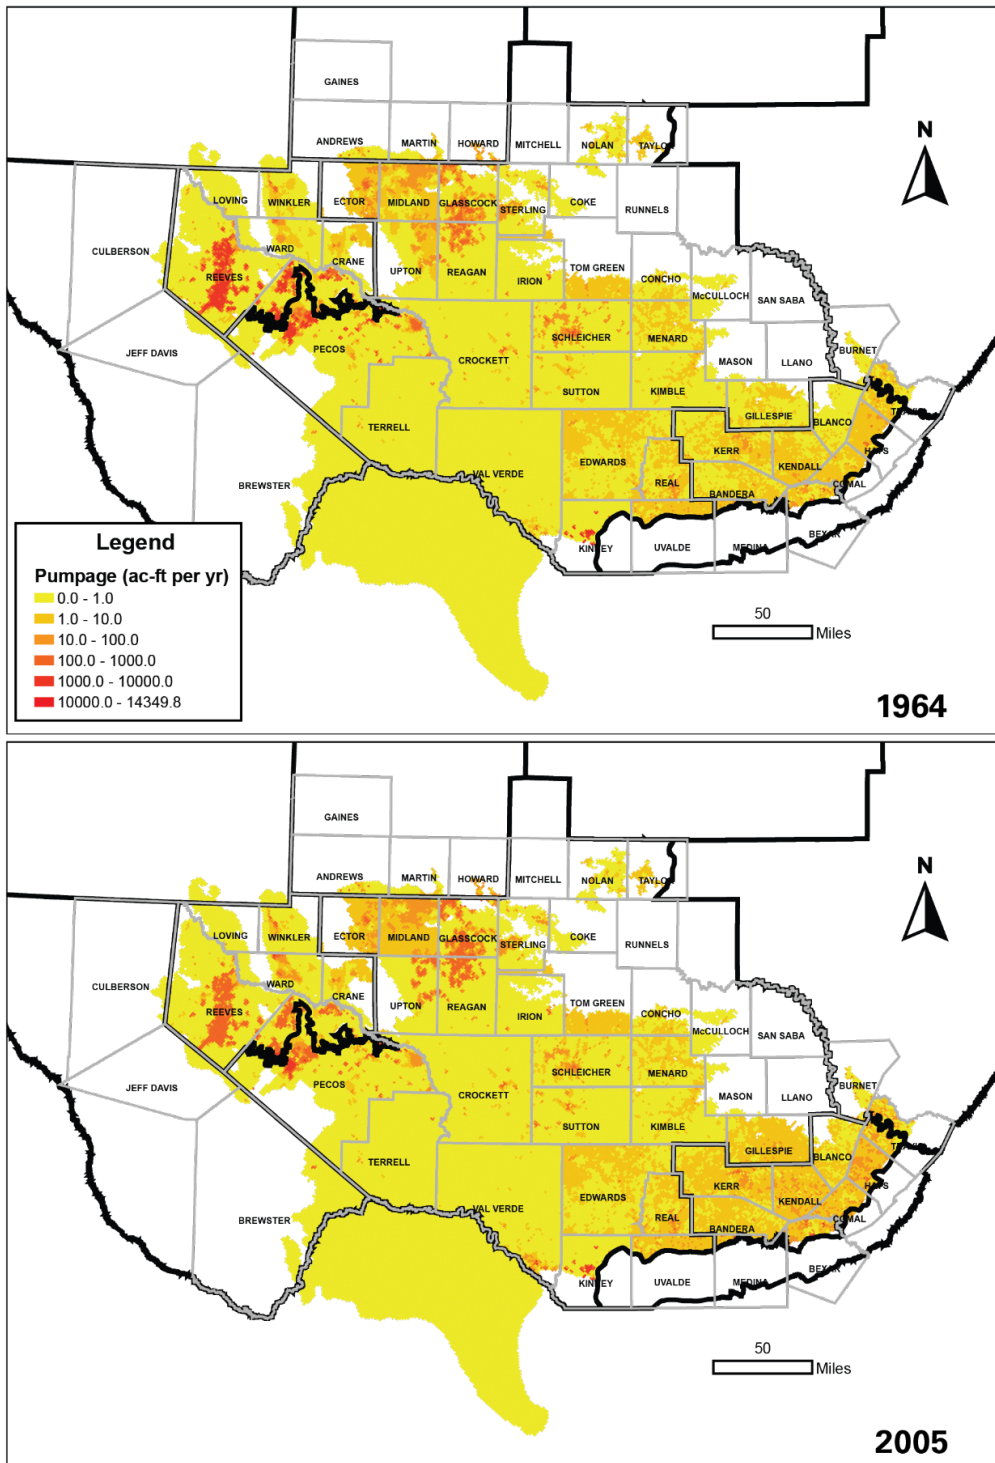 GAINES
ANDREWS
MARTIN
HOWARD
MITCHELL
NOLAN
TAYLOR
N
LOVING
WINKLER
ECTOR
MIDLAND
GLASSCOCK
STERLING
COKE
RUNNELS
CULBERSON
WARD
CRANE
REEVES
UPTON
REAGAN
IRION
TOM GREEN
CONCHO
McCULLOCH
SAN SABA
JEFF DAVIS
PECOS
CROCKETT
SCHLEICHER
MENARD
MASON
LLANO
BURNET
SUTTON
KIMBLE
GILLESPIE
BLANCO
TRAVIS
TERRELL
HAYS
EDWARDS
KERR
KENDALL
VAL VERDE
REAL
BANDERA
COMAL
BREWSTER
KINNEY
UVALDE
MEDINA
BEXAR
Legend
Pumpage (ac-ft per yr)
0.0 - 1.0
1.0 - 10.0
10.0 - 100.0
100.0 - 1000.0
1000.0 - 10000.0
10000.0 - 14349.8
50
Miles
1964
GAINES
ANDREWS
MARTIN
HOWARD
MITCHELL
NOLAN
TAYLOR
N
LOVING
WINKLER
ECTOR
MIDLAND
GLASSCOCK
STERLING
COKE
RUNNELS
CULBERSON
WARD
CRANE
REEVES
UPTON
REAGAN
IRION
TOM GREEN
CONCHO
McCULLOCH
SAN SABA
JEFF DAVIS
PECOS
CROCKETT
SCHLEICHER
MENARD
MASON
LLANO
BURNET
SUTTON
KIMBLE
GILLESPIE
BLANCO
TRAVIS
TERRELL
HAYS
EDWARDS
KERR
KENDALL
VAL VERDE
REAL
BANDERA
COMAL
BREWSTER
KINNEY
UVALDE
MEDINA
BEXAR
50
Miles
2005